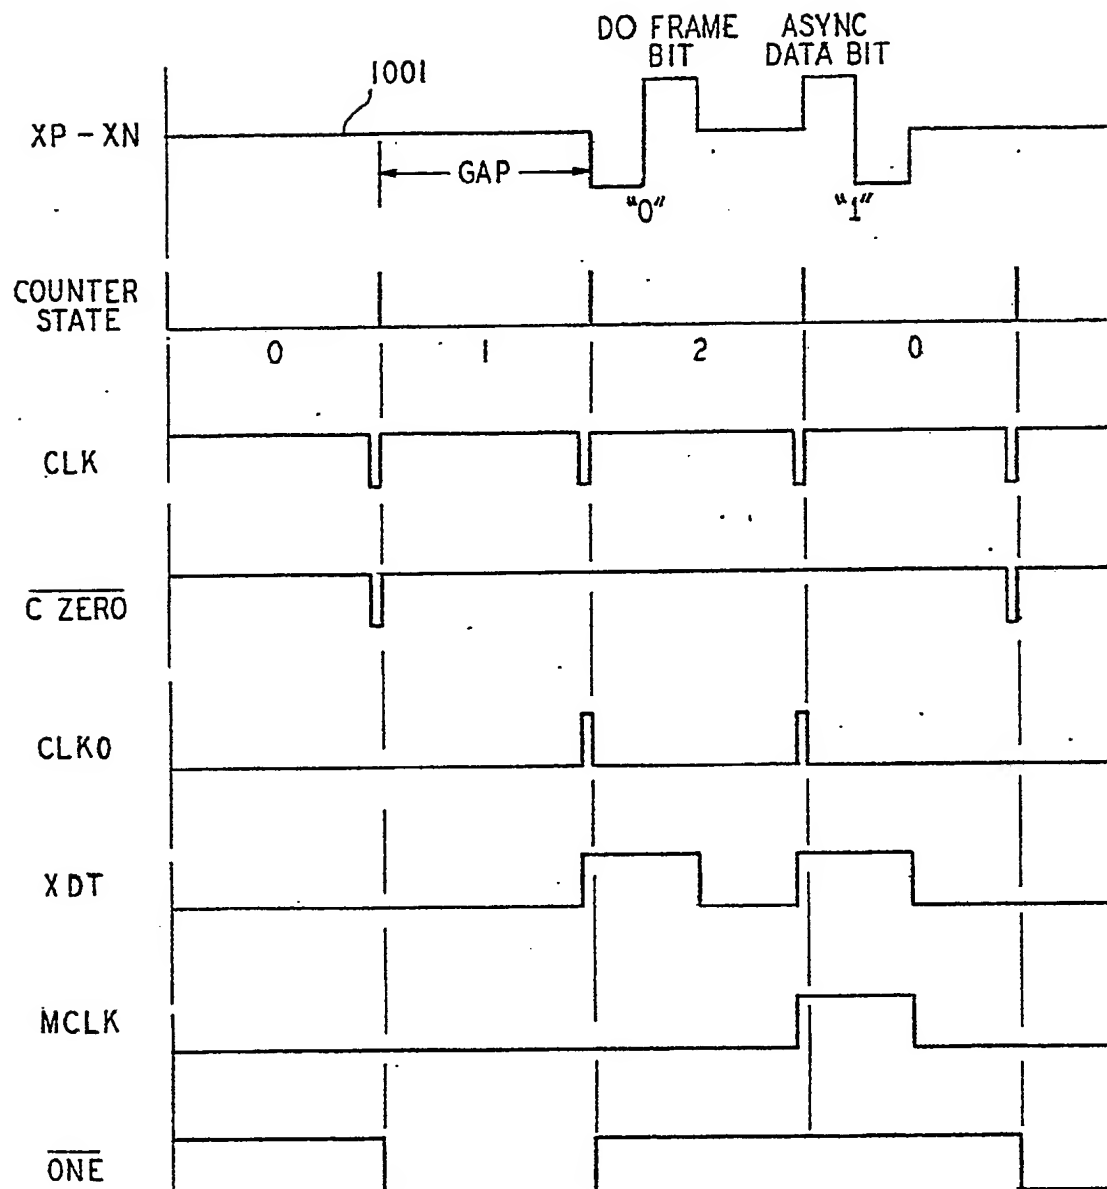 DO FRAME
BIT
ASYNC
DATA BIT
1001
XP - XN
GAP
"0"
"1"
COUNTER
STATE
0
1
2
0
CLK
C ZERO
CLK0
XDT
MCLK
ONE